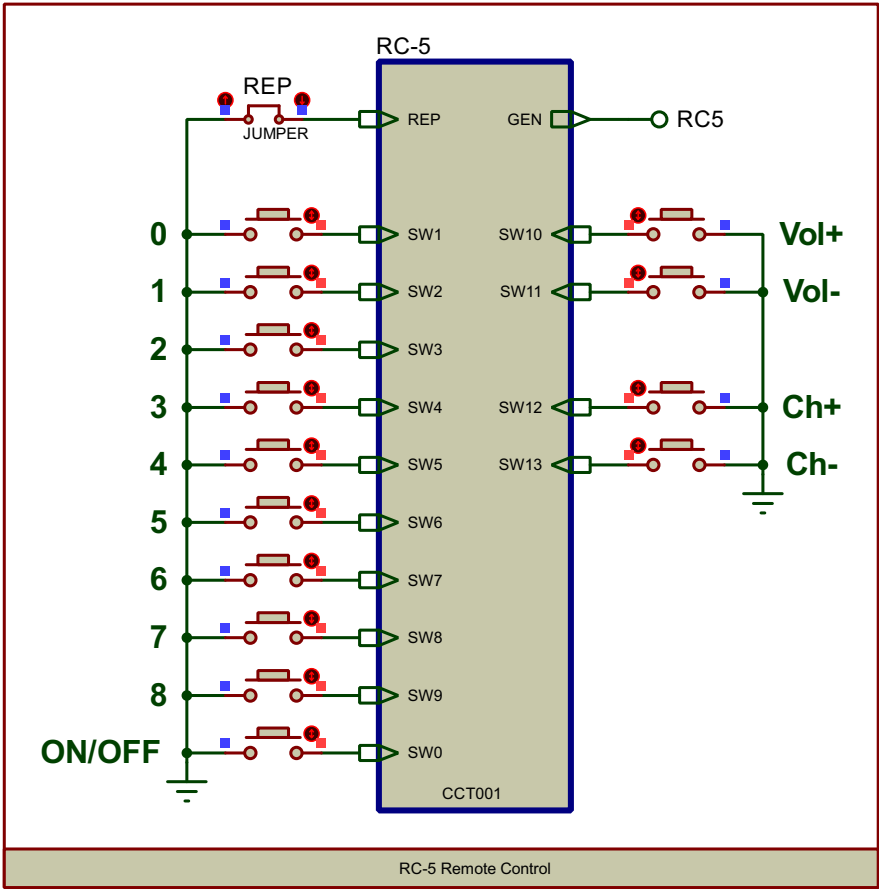 RC-5
REP
JUMPER
REP
GEN
RC5
0
SW1
SW10
Vol+
1
SW2
SW11
Vol-
2
SW3
3
SW4
SW12
Ch+
4
SW5
SW13
Ch-
5
SW6
6
SW7
7
SW8
8
SW9
ON/OFF
SW0
CCT001
RC-5 Remote Control